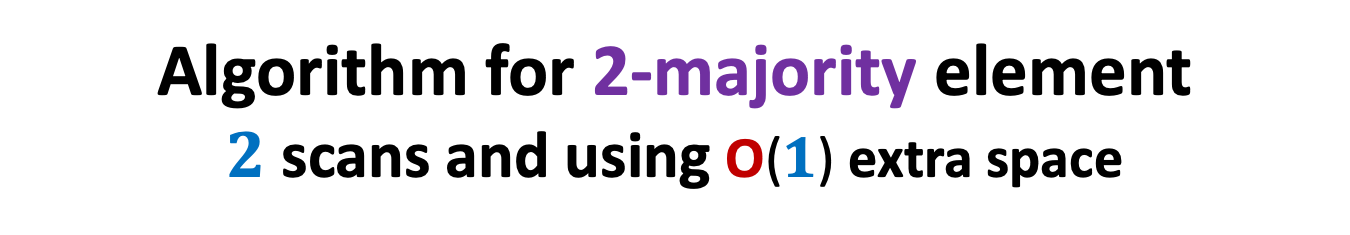 Algorithm for 2-majority element
2 scans and using O(1) extra space